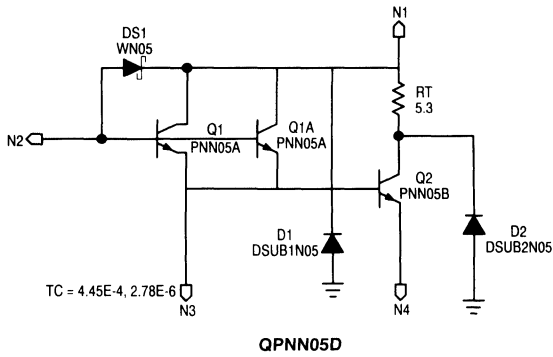 N1
DS1
WN05
RT
5.3
N2
Q1
PNN05A
Q1A
PNN05A
Q2
PNN05B
D1
DSUB1N05
D2
DSUB2N05
TC = 4.45E-4, 2.78E-6
N3
N4
QPNN05D